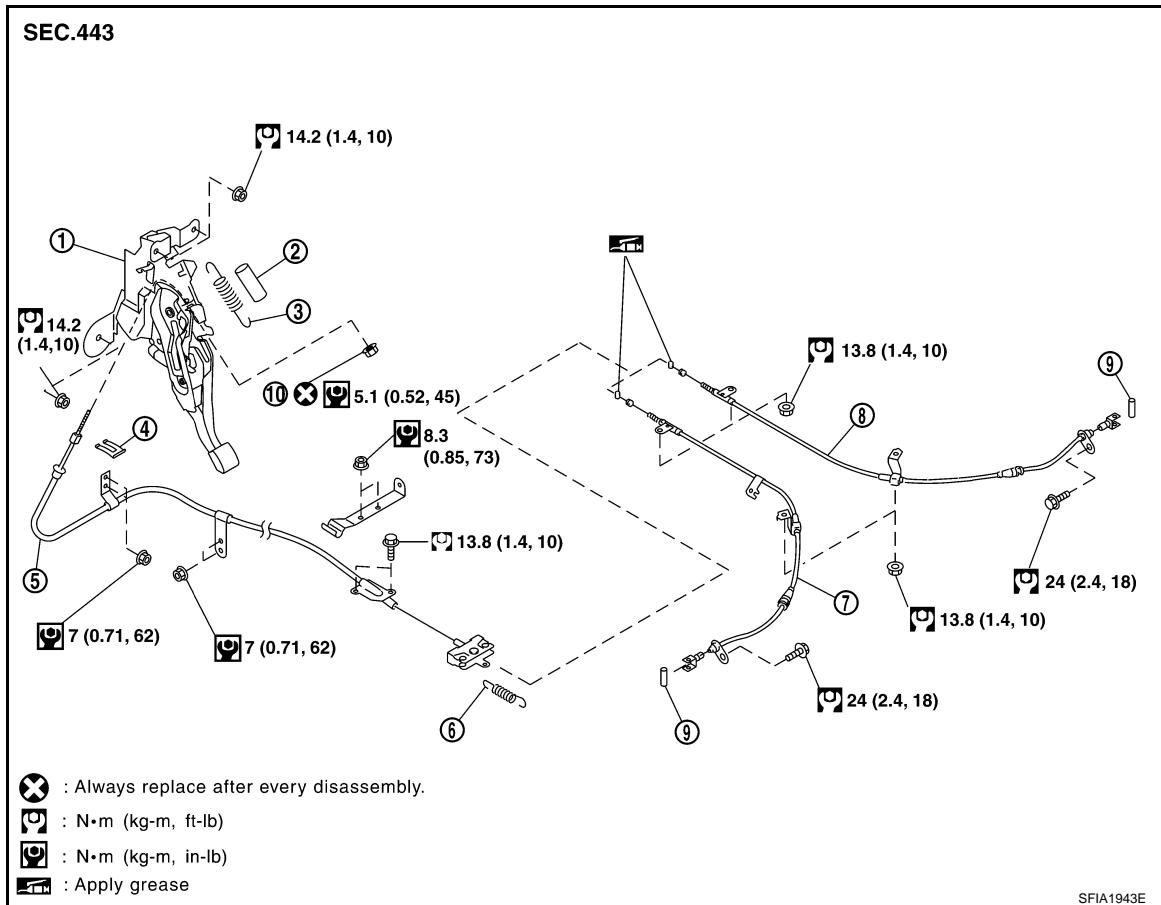 SEC.443
14.2 (1.4, 10)
1
2
3
14.2
(1.4,10)
10 5.1 (0.52, 45)
4
8.3
(0.85, 73)
13.8 (1.4, 10)
9
8
5
13.8 (1.4, 10)
24 (2.4, 18)
7
13.8 (1.4, 10)
7 (0.71, 62)
7 (0.71, 62)
24 (2.4, 18)
6
9
: Always replace after every disassembly.
: N•m (kg-m, ft-lb)
: N•m (kg-m, in-lb)
: Apply grease
SFIA1943E